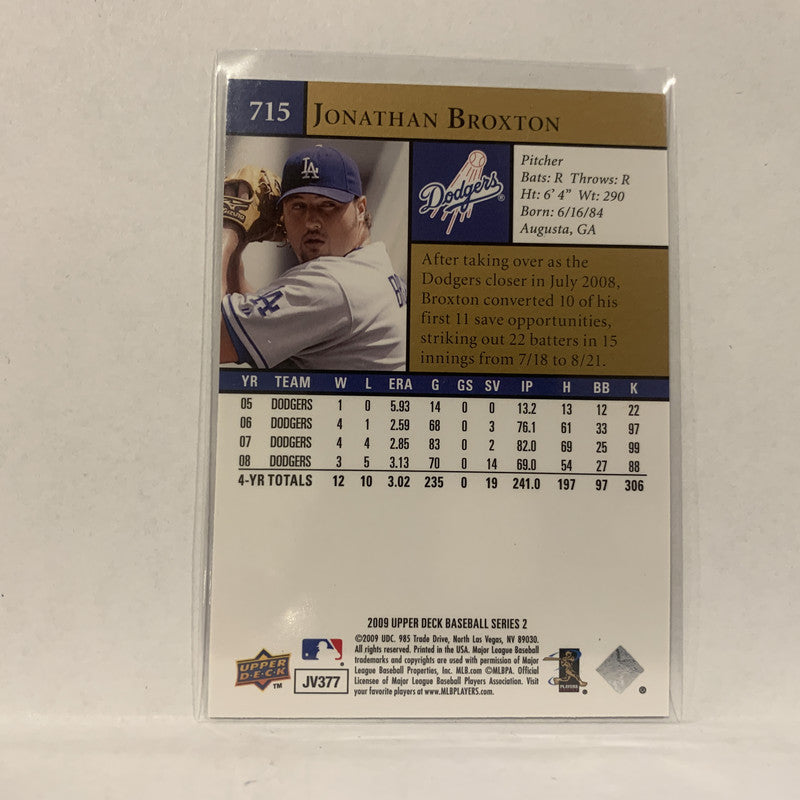 715 JONATHAN BROXTON
LA
Dodgers
Pitcher
Bats: R Throws: R
Ht: 6' 4" Wt: 290
Born: 6/16/84
Augusta, GA
After taking over as the
Dodgers closer in July 2008,
Broxton converted 10 of his
first 11 save opportunities,
striking out 22 batters in 15
innings from 7/18 to 8/21.
YR TEAM W L ERA G GS SV IP H BB K
05 DODGERS 1 0 5.93 14 0 0 13.2 13 12 22
06 DODGERS 4 1 2.59 68 0 3 76.1 61 33 97
07 DODGERS 4 4 2.85 83 0 2 82.0 69 25 99
08 DODGERS 3 5 3.13 70 0 14 69.0 54 27 88
4-YR TOTALS 12 10 3.02 235 0 19 241.0 197 97 306
2009 UPPER DECK BASEBALL SERIES 2
©2009 UDC. 985 Trade Drive, North Las Vegas, NV 89030.
All rights reserved. Printed in the USA. Major League Baseball
trademarks and copyrights are used with permission of Major
League Baseball Properties, Inc. MLB.com ©MLBPA. Official
Licensee of Major League Baseball Players Association. Visit
your favorite players at www.MLBPLAYERS.com.
UPPER DECK ™
JV377
PLAYERS
®